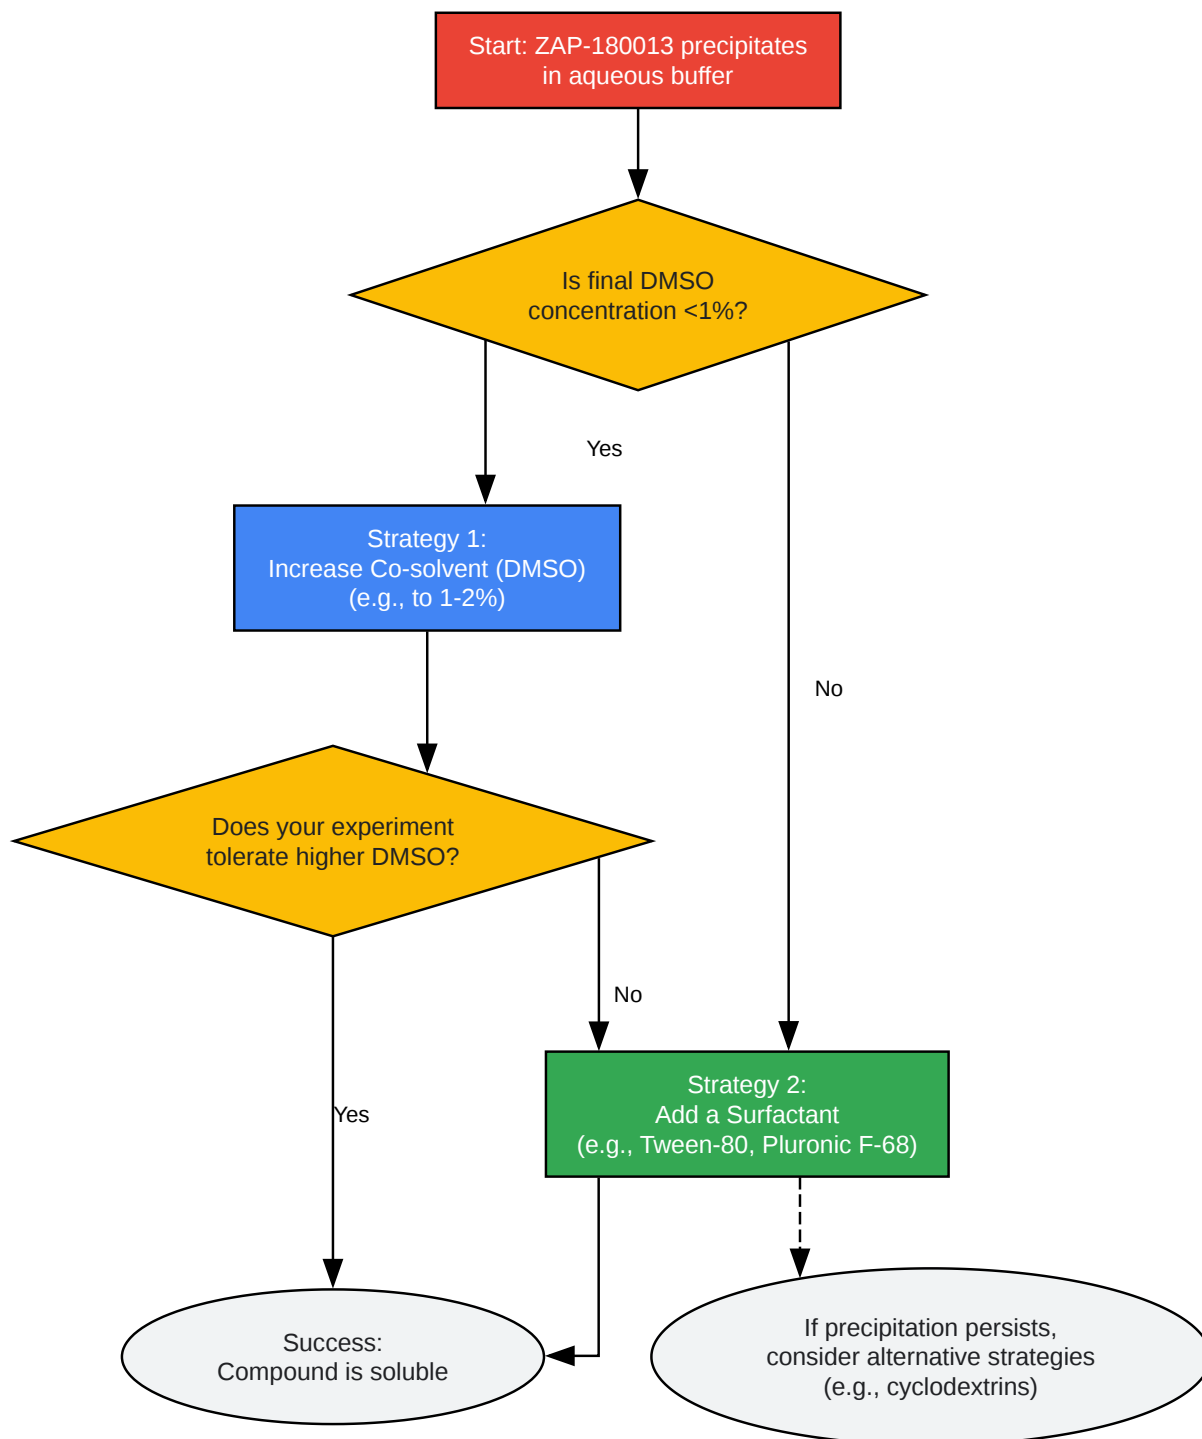 Start: ZAP-180013 precipitates
in aqueous buffer
Is final DMSO
concentration <1%?
Yes
Strategy 1:
Increase Co-solvent (DMSO)
(e.g., to 1-2%)
No
Does your experiment
tolerate higher DMSO?
No
Strategy 2:
Add a Surfactant
(e.g., Tween-80, Pluronic F-68)
Yes
Success:
Compound is soluble
If precipitation persists,
consider alternative strategies
(e.g., cyclodextrins)